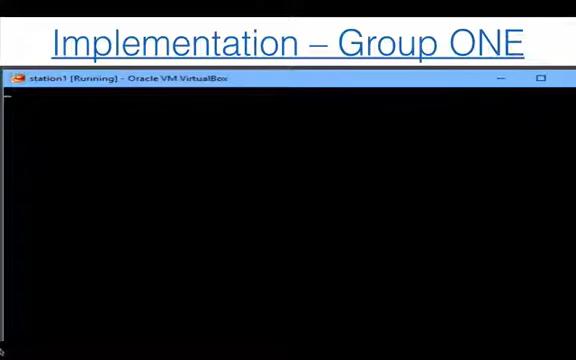 Implementation – Group ONE
station1 [Running] - Oracle VM VirtualBox